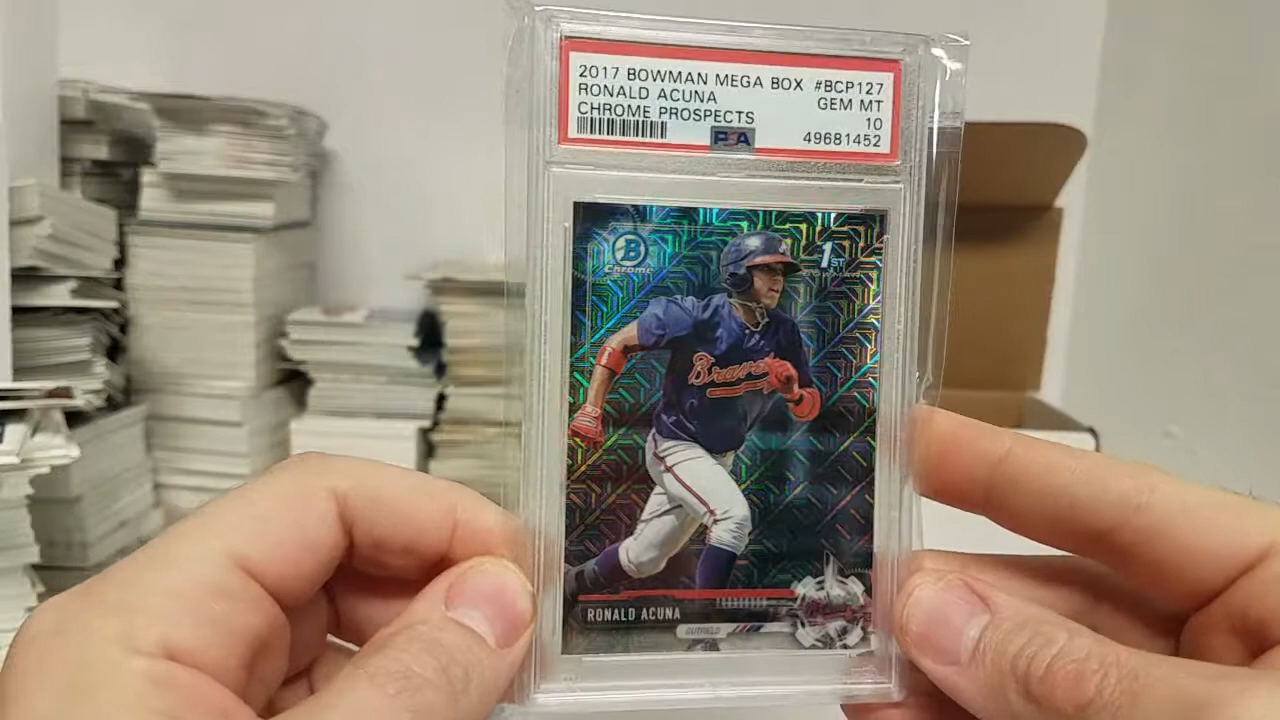 2017 BOWMAN MEGA BOX #BCP127
RONALD ACUNA GEM MT
CHROME PROSPECTS 10
PSA 49681452
B
Chrome
1ST
BOWMAN
Braves
RONALD ACUNA
OUTFIELD